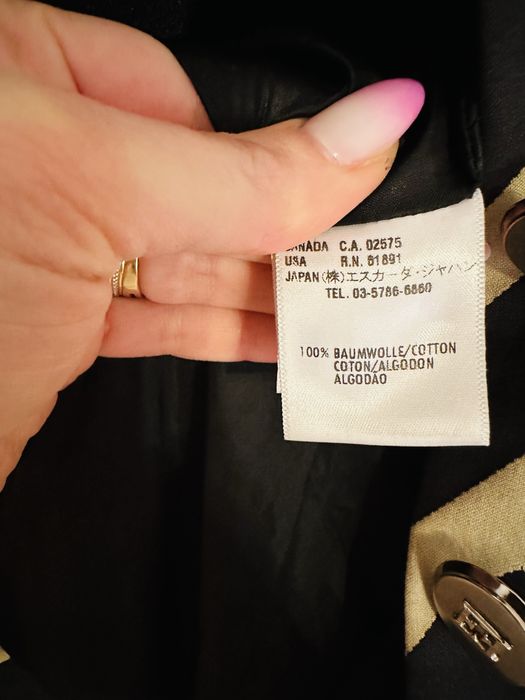 CANADA C.A. 02575
USA R.N. 61891
JAPAN (株)エスカーダ・ジャパン
TEL. 03-5786-6660
100% BAUMWOLLE/COTTON
COTON/ALGODON
ALGODÃO